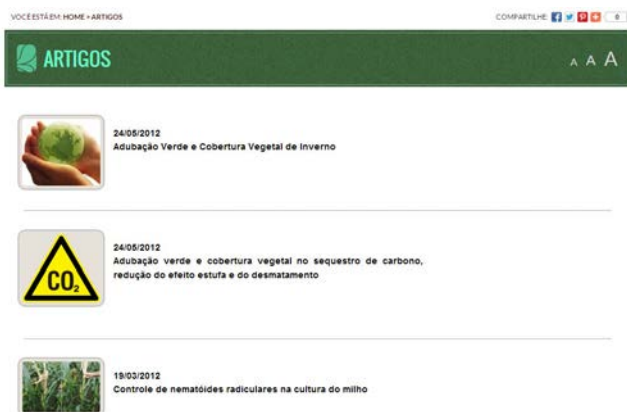 VOCÊ ESTÁ EM: HOME > ARTIGOS
COMPARTILHE: 0
ARTIGOS
A A A
24/05/2012
Adubação Verde e Cobertura Vegetal de Inverno
24/05/2012
Adubação verde e cobertura vegetal no sequestro de carbono,
redução do efeito estufa e do desmatamento
CO2
19/03/2012
Controle de nematóides radiculares na cultura do milho